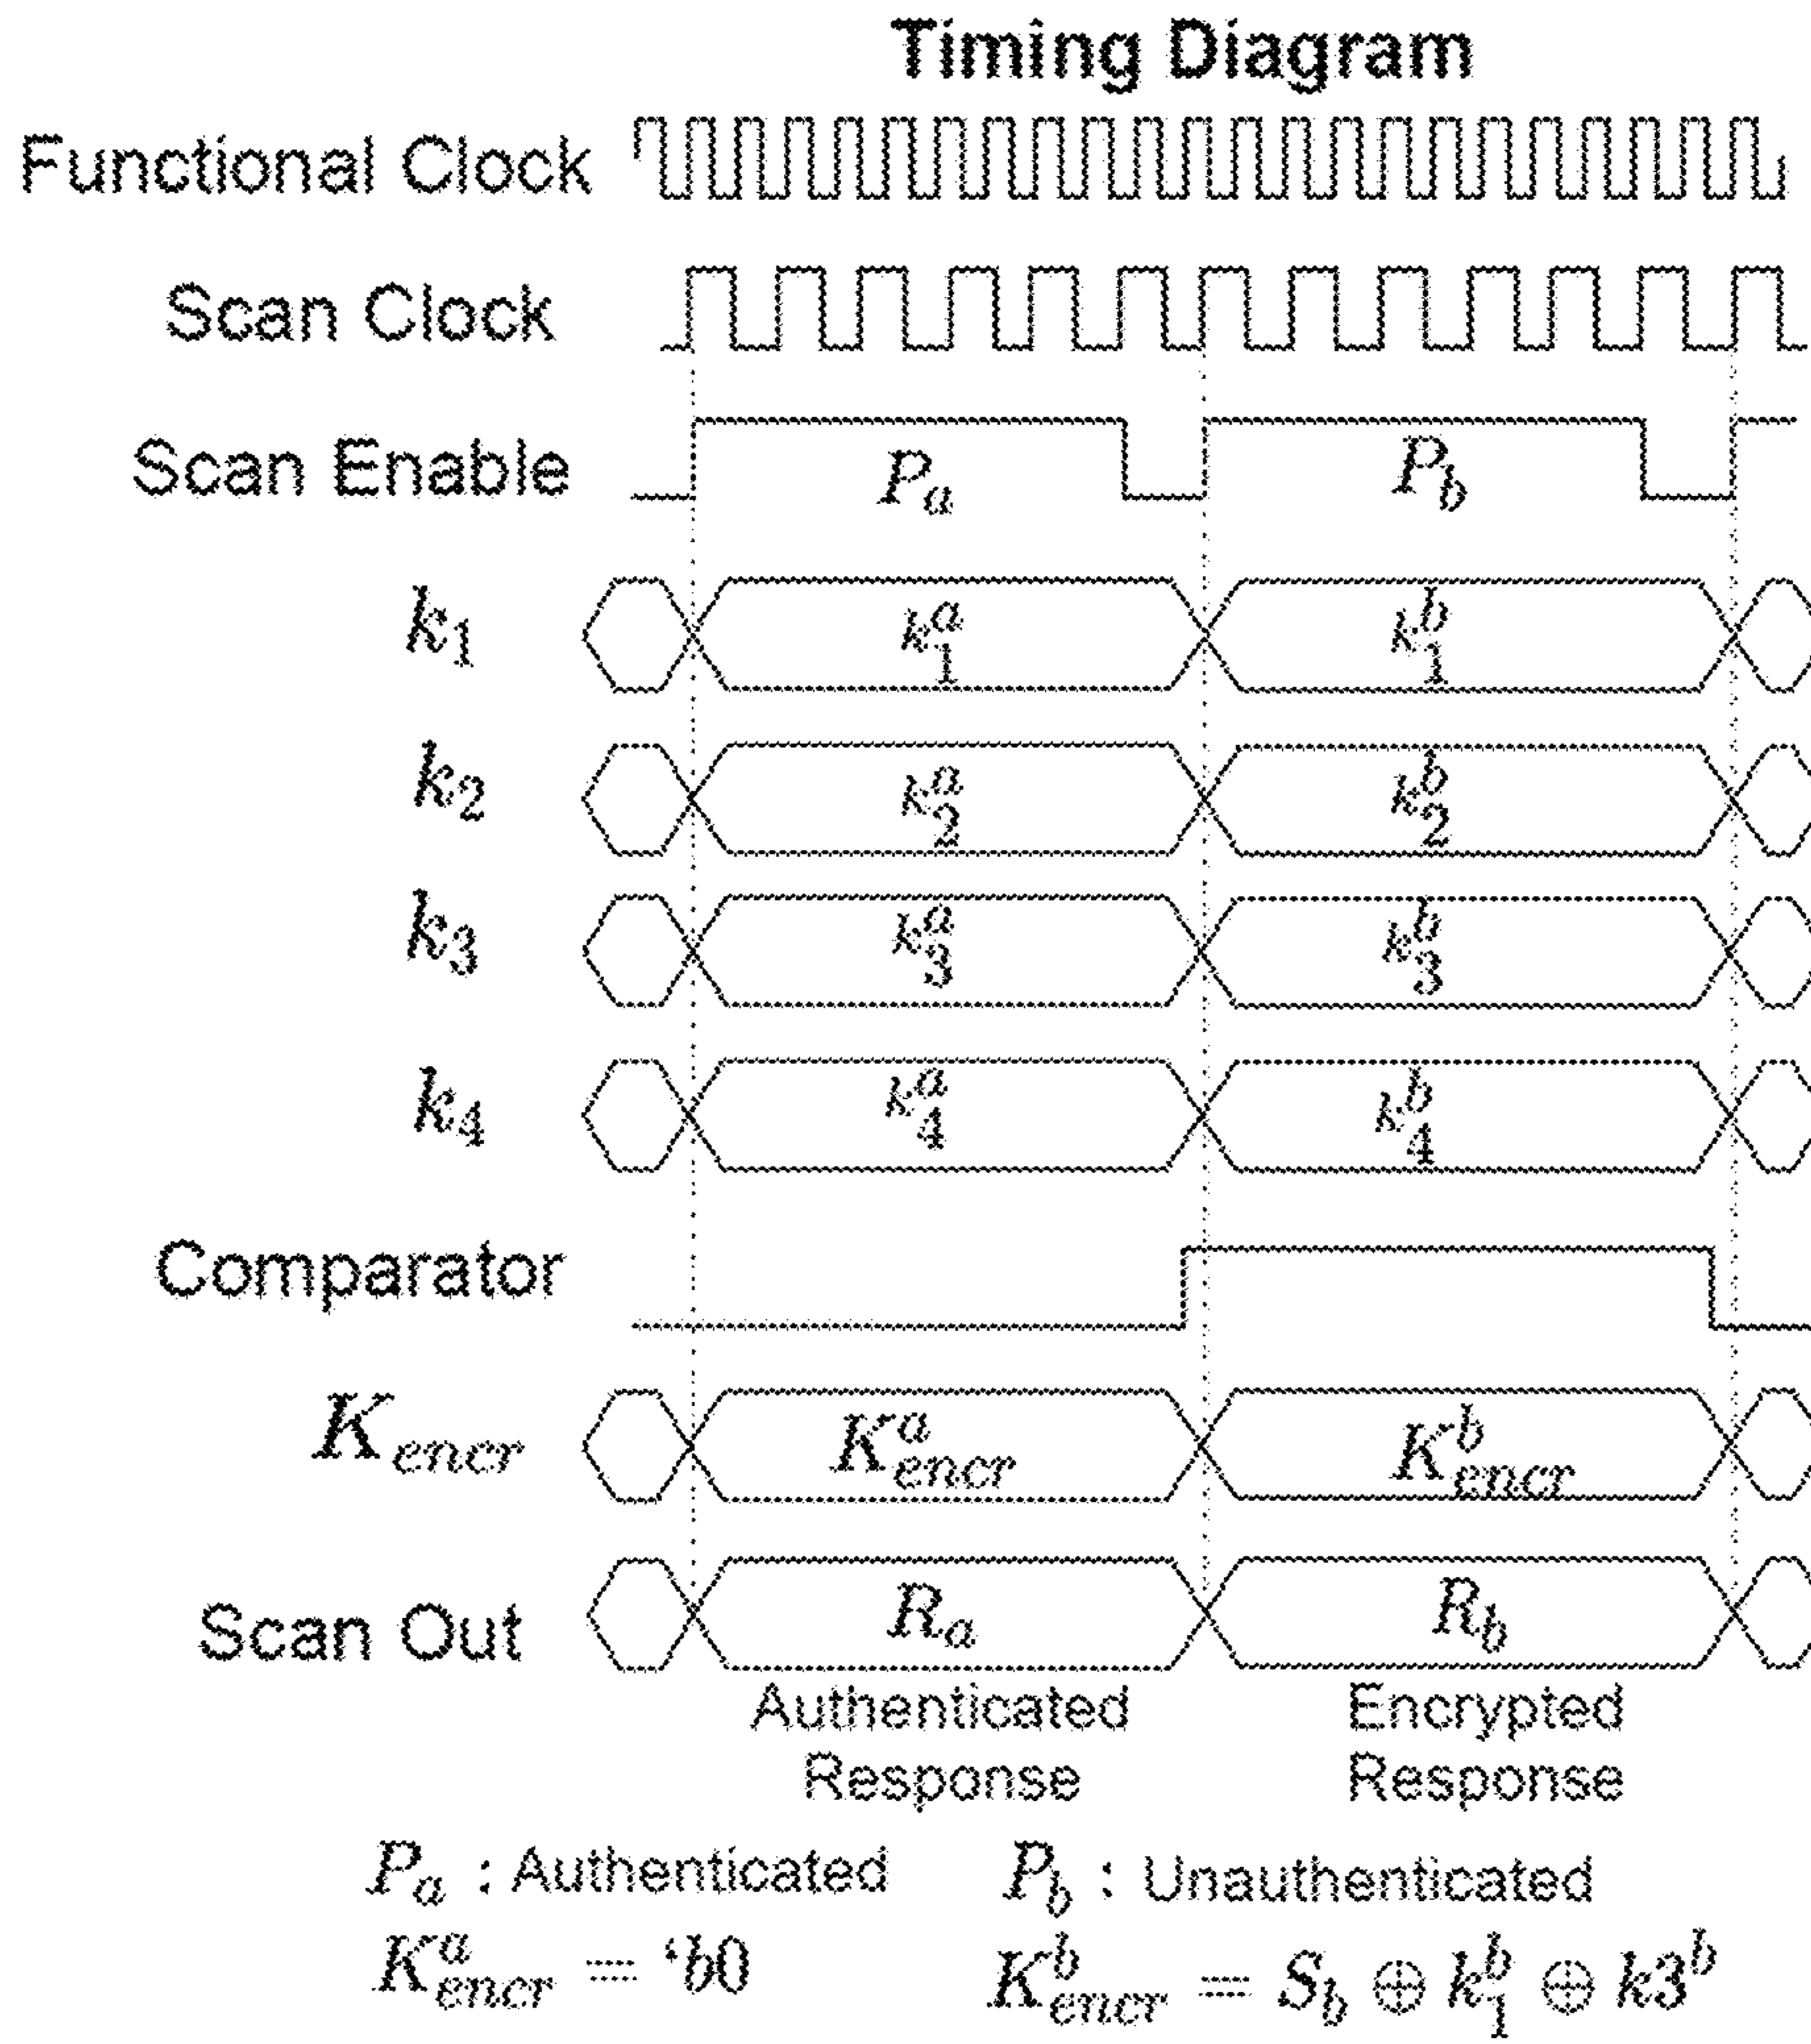 Timing Diagram
Functional Clock
Scan Clock
Scan Enable P_a P_b
k_1 k_1^a k_1^b
k_2 k_2^a k_2^b
k_3 k_3^a k_3^b
k_4 k_4^a k_4^b
Comparator
K_encr K_encr^a K_encr^b
Scan Out R_a R_b
Authenticated Encrypted
Response Response
P_a : Authenticated P_b : Unauthenticated
K_encr^a = ‘b0 K_encr^b = S_b ⊕ k_1^b ⊕ k3^b